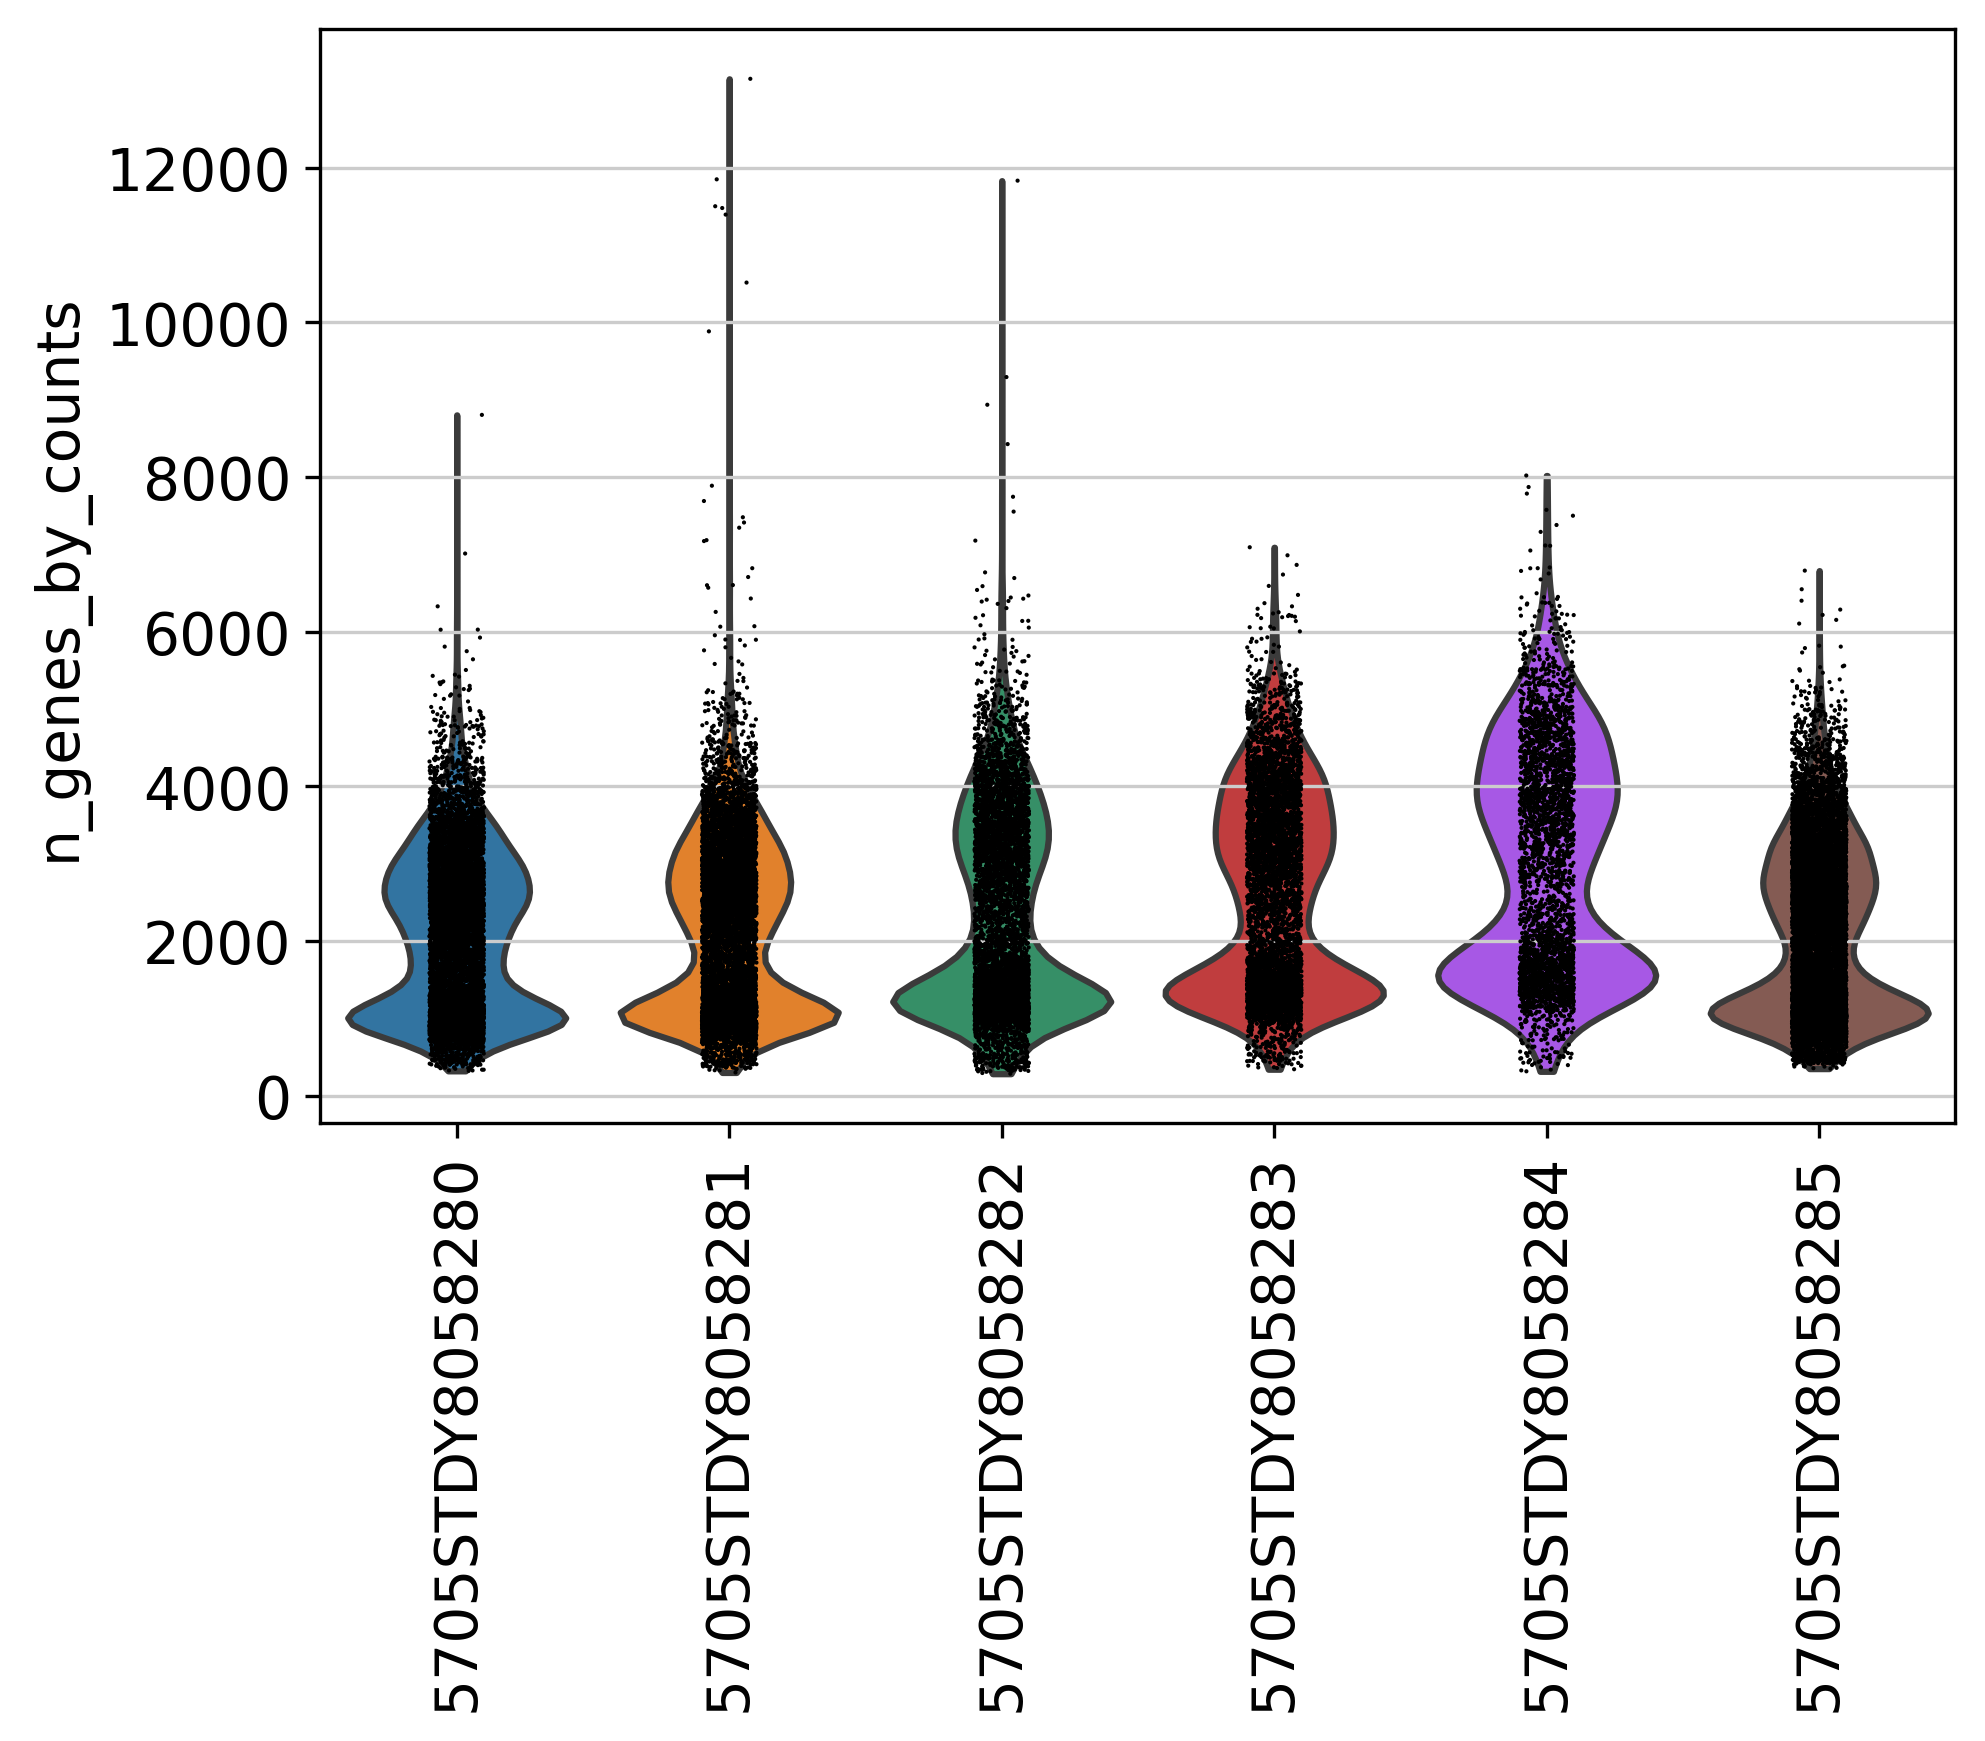 n_genes_by_counts
12000
10000
8000
6000
4000
2000
0
5705STDY8058280
5705STDY8058281
5705STDY8058282
5705STDY8058283
5705STDY8058284
5705STDY8058285